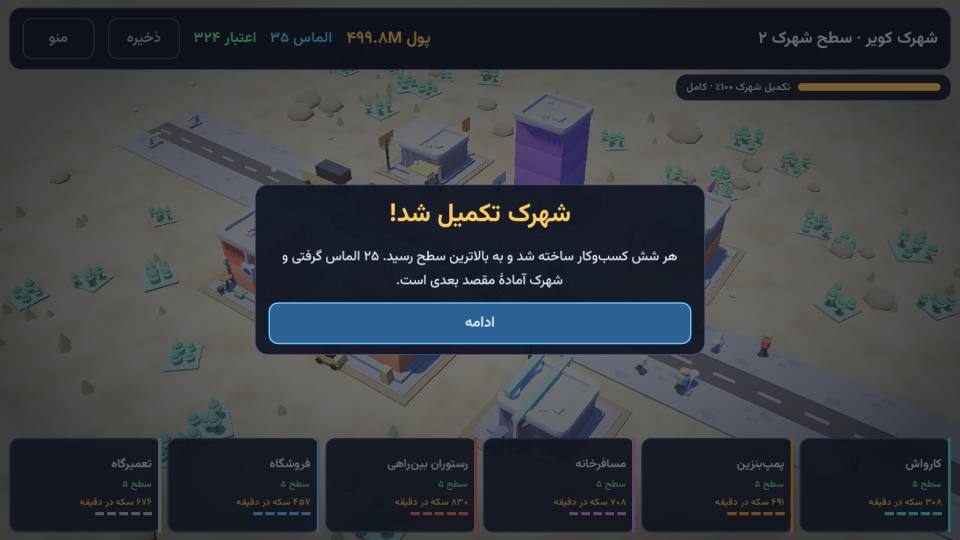 شهرک کویر · سطح شهرک ۲
پول ۴۹۹.۸M
الماس ۳۵
اعتبار ۳۲۴
ذخیره
منو
تکمیل شهرک ۱۰۰٪ · کامل
شهرک تکمیل شد!
هر شش کسب‌وکار ساخته شد و به بالاترین سطح رسید. ۲۵ الماس گرفتی و
شهرک آمادهٔ مقصد بعدی است.
ادامه
کارواش
سطح ۵
۳۰۸ سکه در دقیقه
پمپ‌بنزین
سطح ۵
۶۹۱ سکه در دقیقه
مسافرخانه
سطح ۵
۷۰۸ سکه در دقیقه
رستوران بین‌راهی
سطح ۵
۸۳۰ سکه در دقیقه
فروشگاه
سطح ۵
۴۵۷ سکه در دقیقه
تعمیرگاه
سطح ۵
۶۷۶ سکه در دقیقه